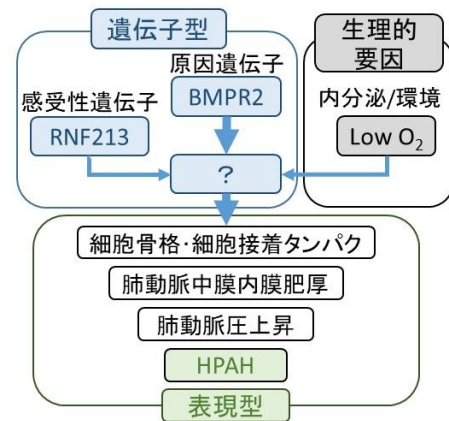 遺伝子型
生理的
要因
原因遺伝子
感受性遺伝子
BMPR2
内分泌/環境
RNF213
Low O₂
?
細胞骨格・細胞接着タンパク
肺動脈中膜内膜肥厚
肺動脈圧上昇
HPAH
表現型